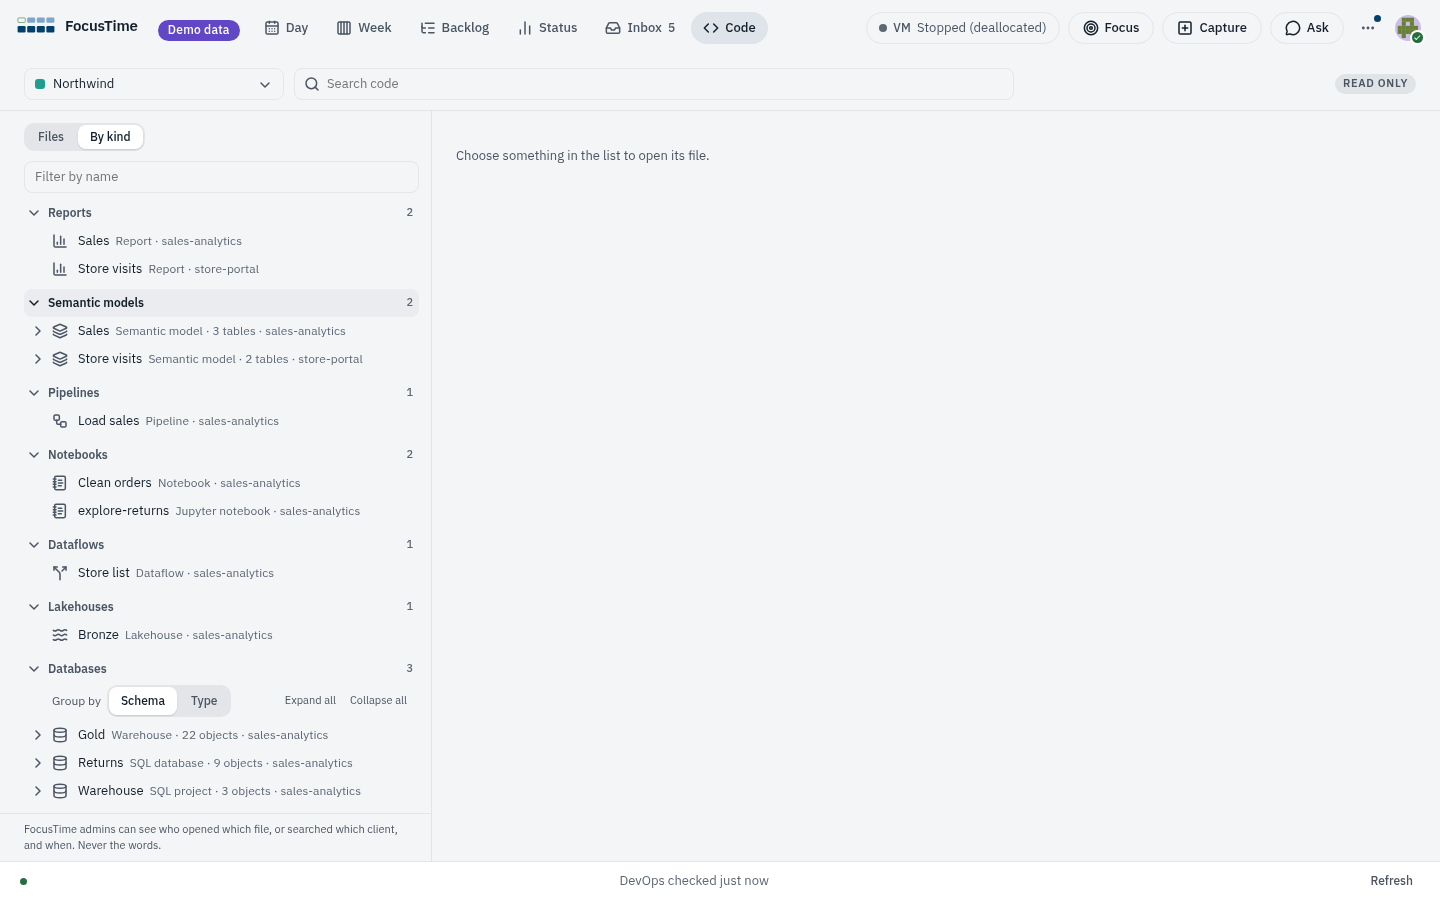 FocusTime
Demo data
Day
Week
Backlog
Status
Inbox 5
Code
VM Stopped (deallocated)
Focus
Capture
Ask
Northwind
Search code
READ ONLY
Files
By kind
Filter by name
Choose something in the list to open its file.
Reports 2
Sales Report · sales-analytics
Store visits Report · store-portal
Semantic models 2
Sales Semantic model · 3 tables · sales-analytics
Store visits Semantic model · 2 tables · store-portal
Pipelines 1
Load sales Pipeline · sales-analytics
Notebooks 2
Clean orders Notebook · sales-analytics
explore-returns Jupyter notebook · sales-analytics
Dataflows 1
Store list Dataflow · sales-analytics
Lakehouses 1
Bronze Lakehouse · sales-analytics
Databases 3
Group by Schema Type Expand all Collapse all
Gold Warehouse · 22 objects · sales-analytics
Returns SQL database · 9 objects · sales-analytics
Warehouse SQL project · 3 objects · sales-analytics
FocusTime admins can see who opened which file, or searched which client,
and when. Never the words.
DevOps checked just now
Refresh